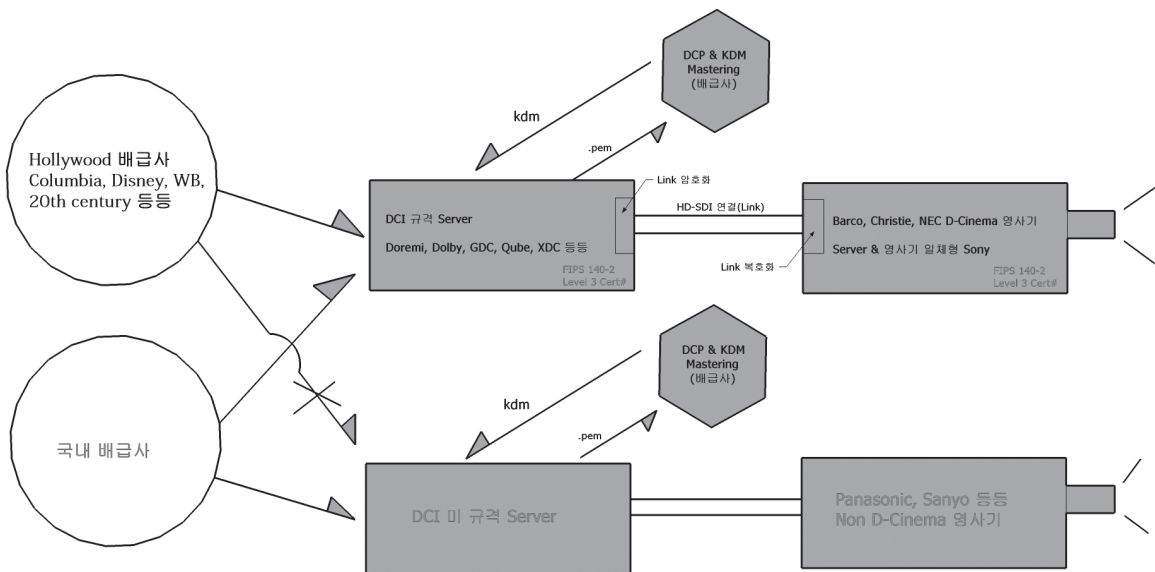 DCP & KDM
Mastering
(배급사)
kdm
.pem
Hollywood 배급사
Columbia, Disney, WB,
20th century 등등
Link 암호화
DCI 규격 Server
Doremi, Dolby, GDC, Qube, XDC 등등
FIPS 140-2
Level 3 Cert#
HD-SDI 연결(Link)
Link 복호화
Barco, Christie, NEC D-Cinema 영사기
Server & 영사기 일체형 Sony
FIPS 140-2
Level 3 Cert#
DCP & KDM
Mastering
(배급사)
kdm
.pem
국내 배급사
DCI 미 규격 Server
Panasonic, Sanyo 등등
Non D-Cinema 영사기